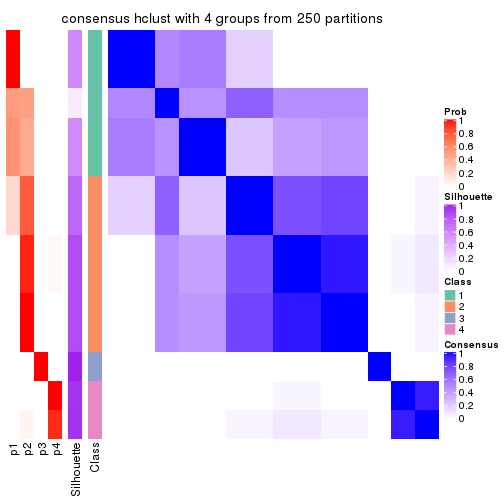 consensus hclust with 4 groups from 250 partitions
Prob
1
0.8
0.6
0.4
0.2
0
Silhouette
1
0.8
0.6
0.4
0.2
0
Class
1
2
3
4
Consensus
1
0.8
0.6
0.4
0.2
0
p1
p2
p3
p4
Silhouette
Class